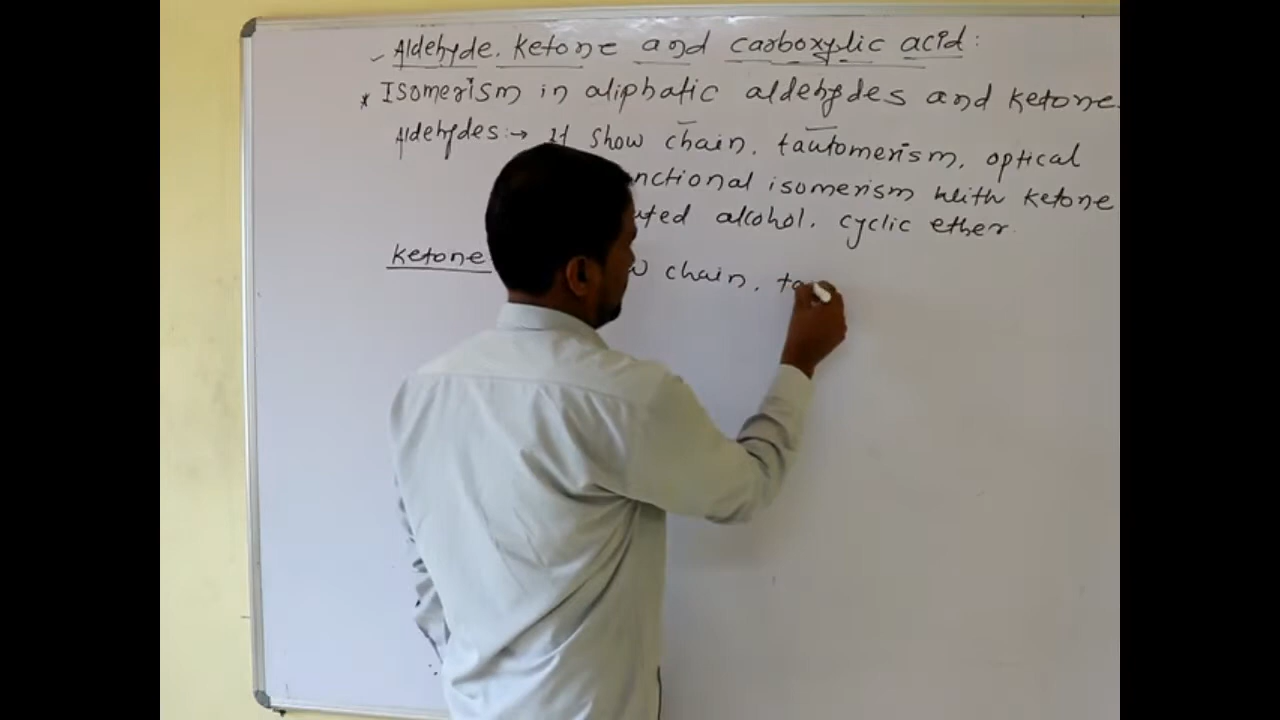 Aldehyde. Ketone and carboxylic acid:
* Isomerism in aliphatic aldehydes and ketone.
Aldehydes:→ It show chain, tautomerism, optical
nctional isomerism with ketone
alcohol, cyclic ether.
Ketone chain, ta